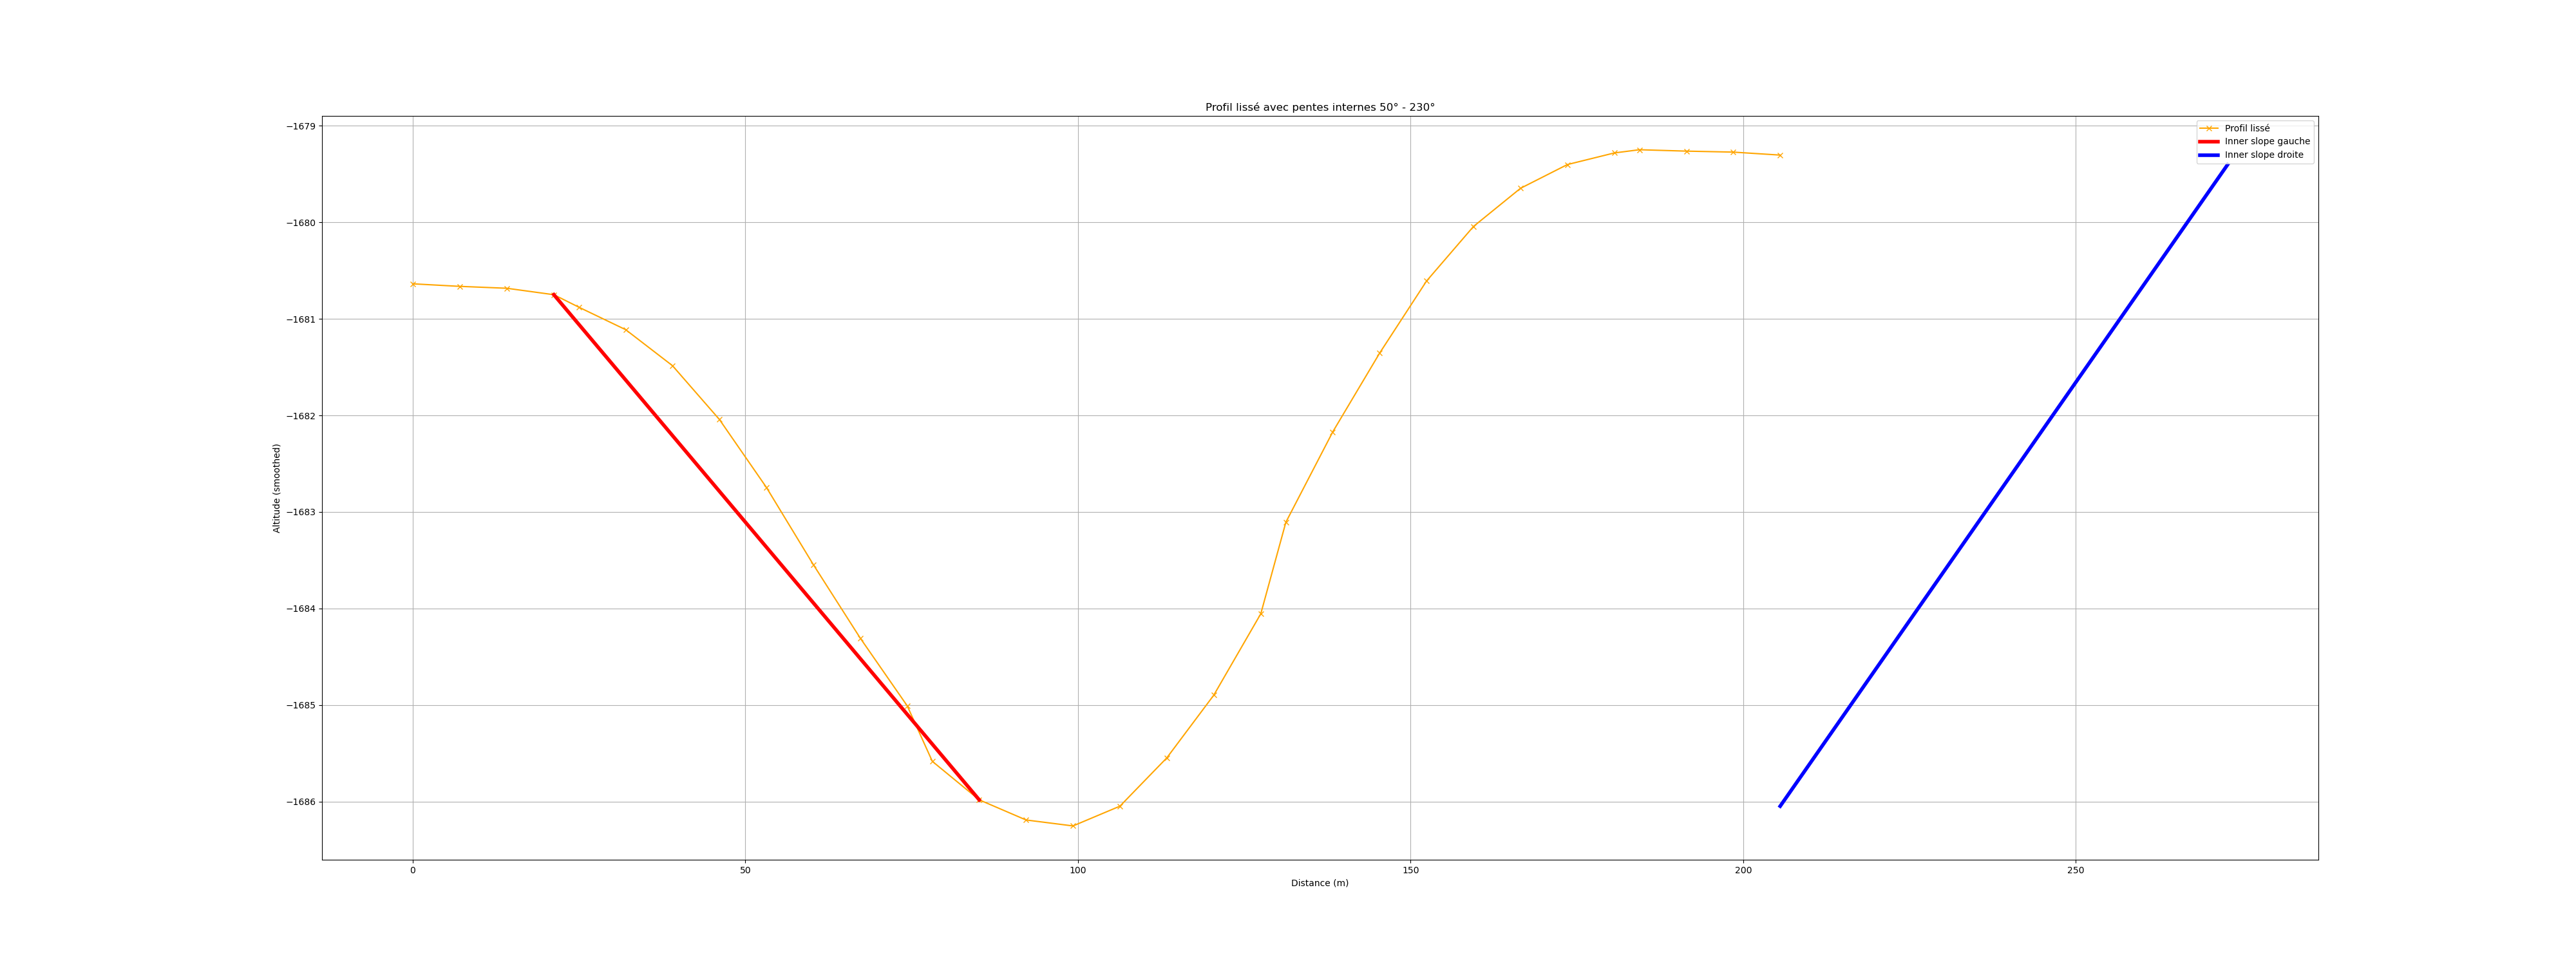 Profil lissé avec pentes internes 50° - 230°
−1679
−1680
−1681
−1682
−1683
−1684
−1685
−1686
Altitude (smoothed)
Profil lissé
Inner slope gauche
Inner slope droite
0
50
100
150
200
250
Distance (m)